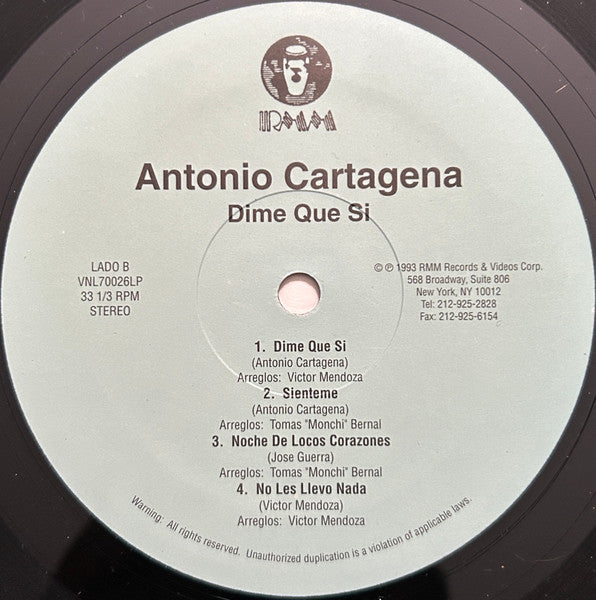 RMM
Antonio Cartagena
Dime Que Si
LADO B
VNL70026LP
33 1/3 RPM
STEREO
© ℗ 1993 RMM Records & Videos Corp.
568 Broadway, Suite 806
New York, NY 10012
Tel: 212-925-2828
Fax: 212-925-6154
1. Dime Que Si
(Antonio Cartagena)
Arreglos: Victor Mendoza
2. Sienteme
(Antonio Cartagena)
Arreglos: Tomas "Monchi" Bernal
3. Noche De Locos Corazones
(Jose Guerra)
Arreglos: Tomas "Monchi" Bernal
4. No Les Llevo Nada
(Victor Mendoza)
Arreglos: Victor Mendoza
Warning: All rights reserved. Unauthorized duplication is a violation of applicable laws.